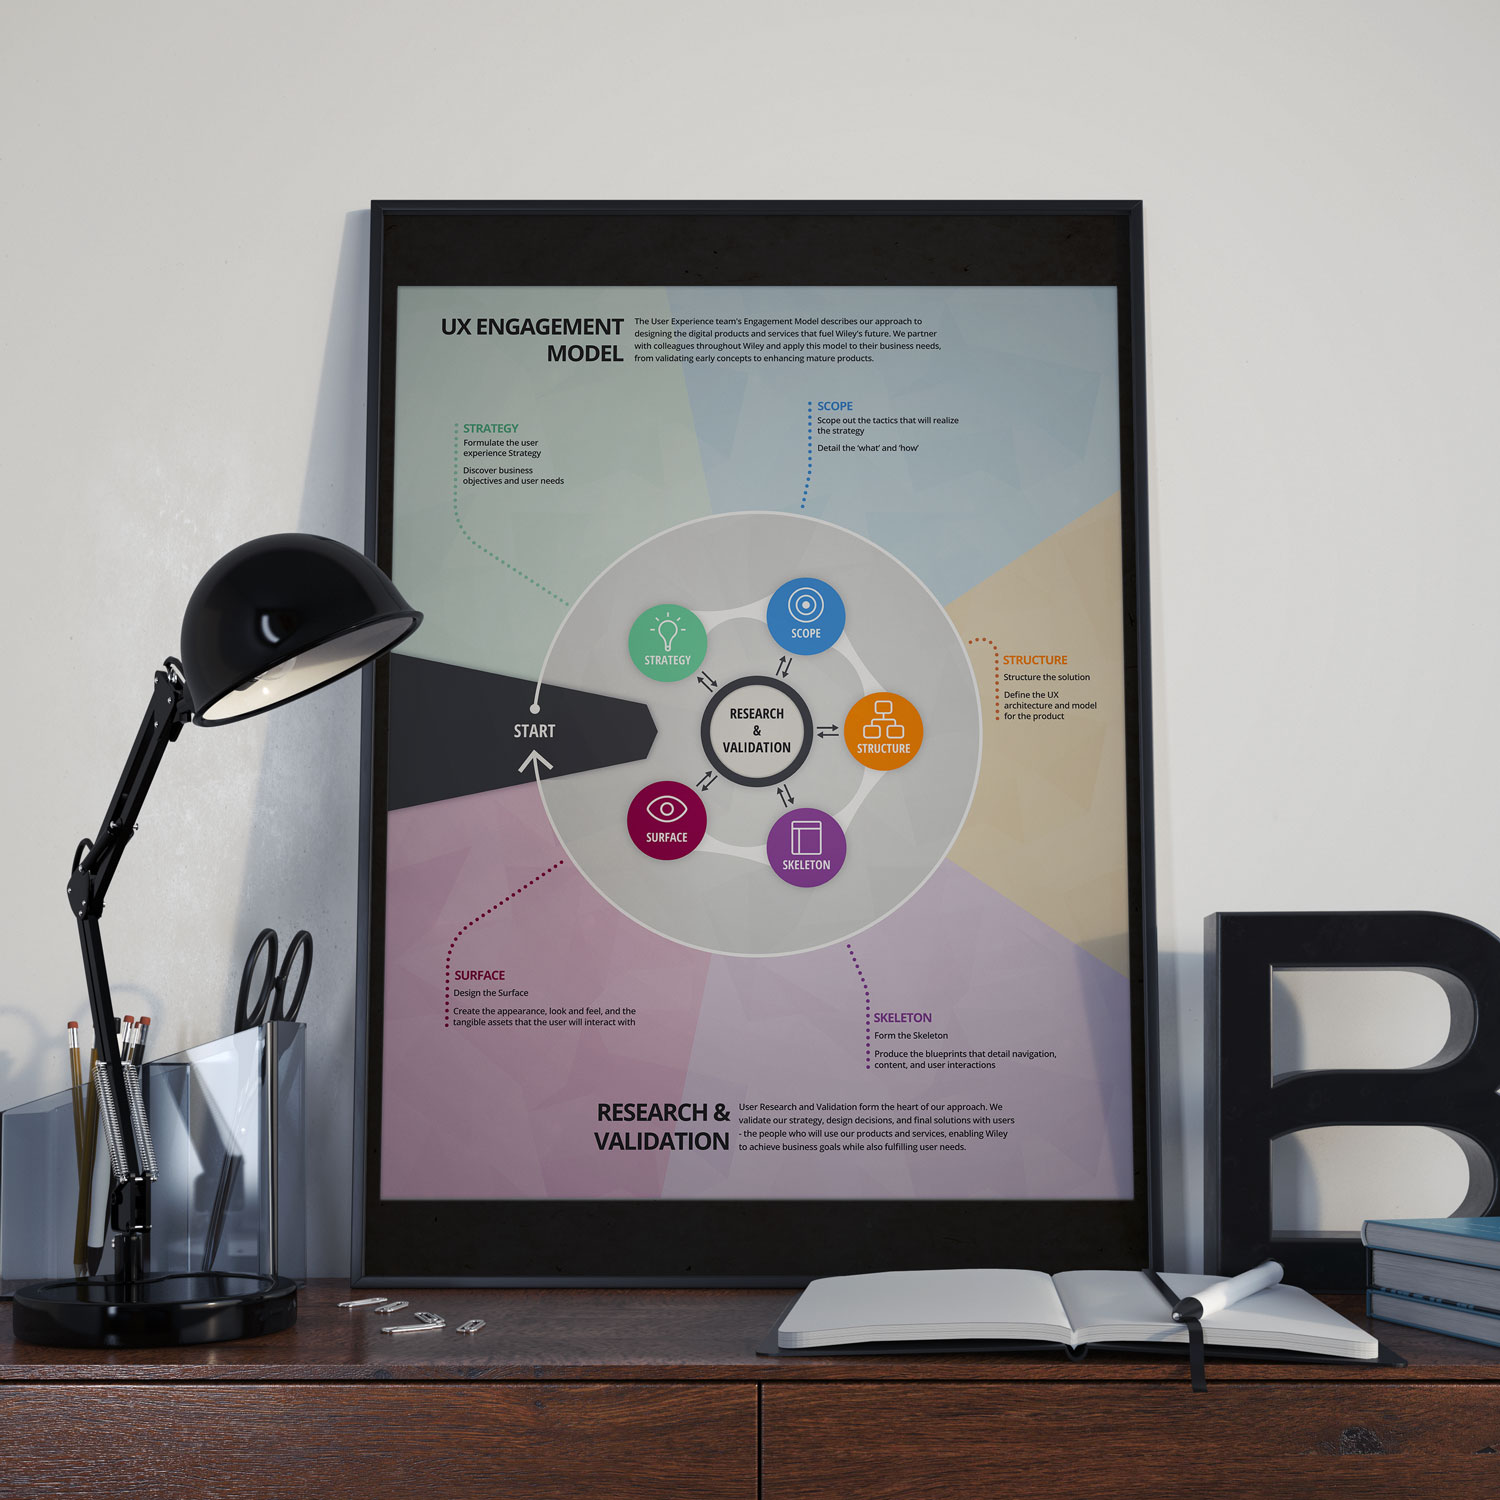 UX ENGAGEMENT
MODEL
The User Experience team's Engagement Model describes our approach to
designing the digital products and services that fuel Wiley's future. We partner
with colleagues throughout Wiley and apply this model to their business needs,
from validating early concepts to enhancing mature products.
STRATEGY
Formulate the user
experience Strategy
Discover business
objectives and user needs
SCOPE
Scope out the tactics that will realize
the strategy
Detail the 'what' and 'how'
STRUCTURE
Structure the solution
Define the UX
architecture and model
for the product
SCOPE
STRATEGY
START
RESEARCH
&
VALIDATION
STRUCTURE
SURFACE
SKELETON
SURFACE
Design the Surface
Create the appearance, look and feel, and the
tangible assets that the user will interact with
SKELETON
Form the Skeleton
Produce the blueprints that detail navigation,
content, and user interactions
RESEARCH &
VALIDATION
User Research and Validation form the heart of our approach. We
validate our strategy, design decisions, and final solutions with users
- the people who will use our products and services, enabling Wiley
to achieve business goals while also fulfilling user needs.
B